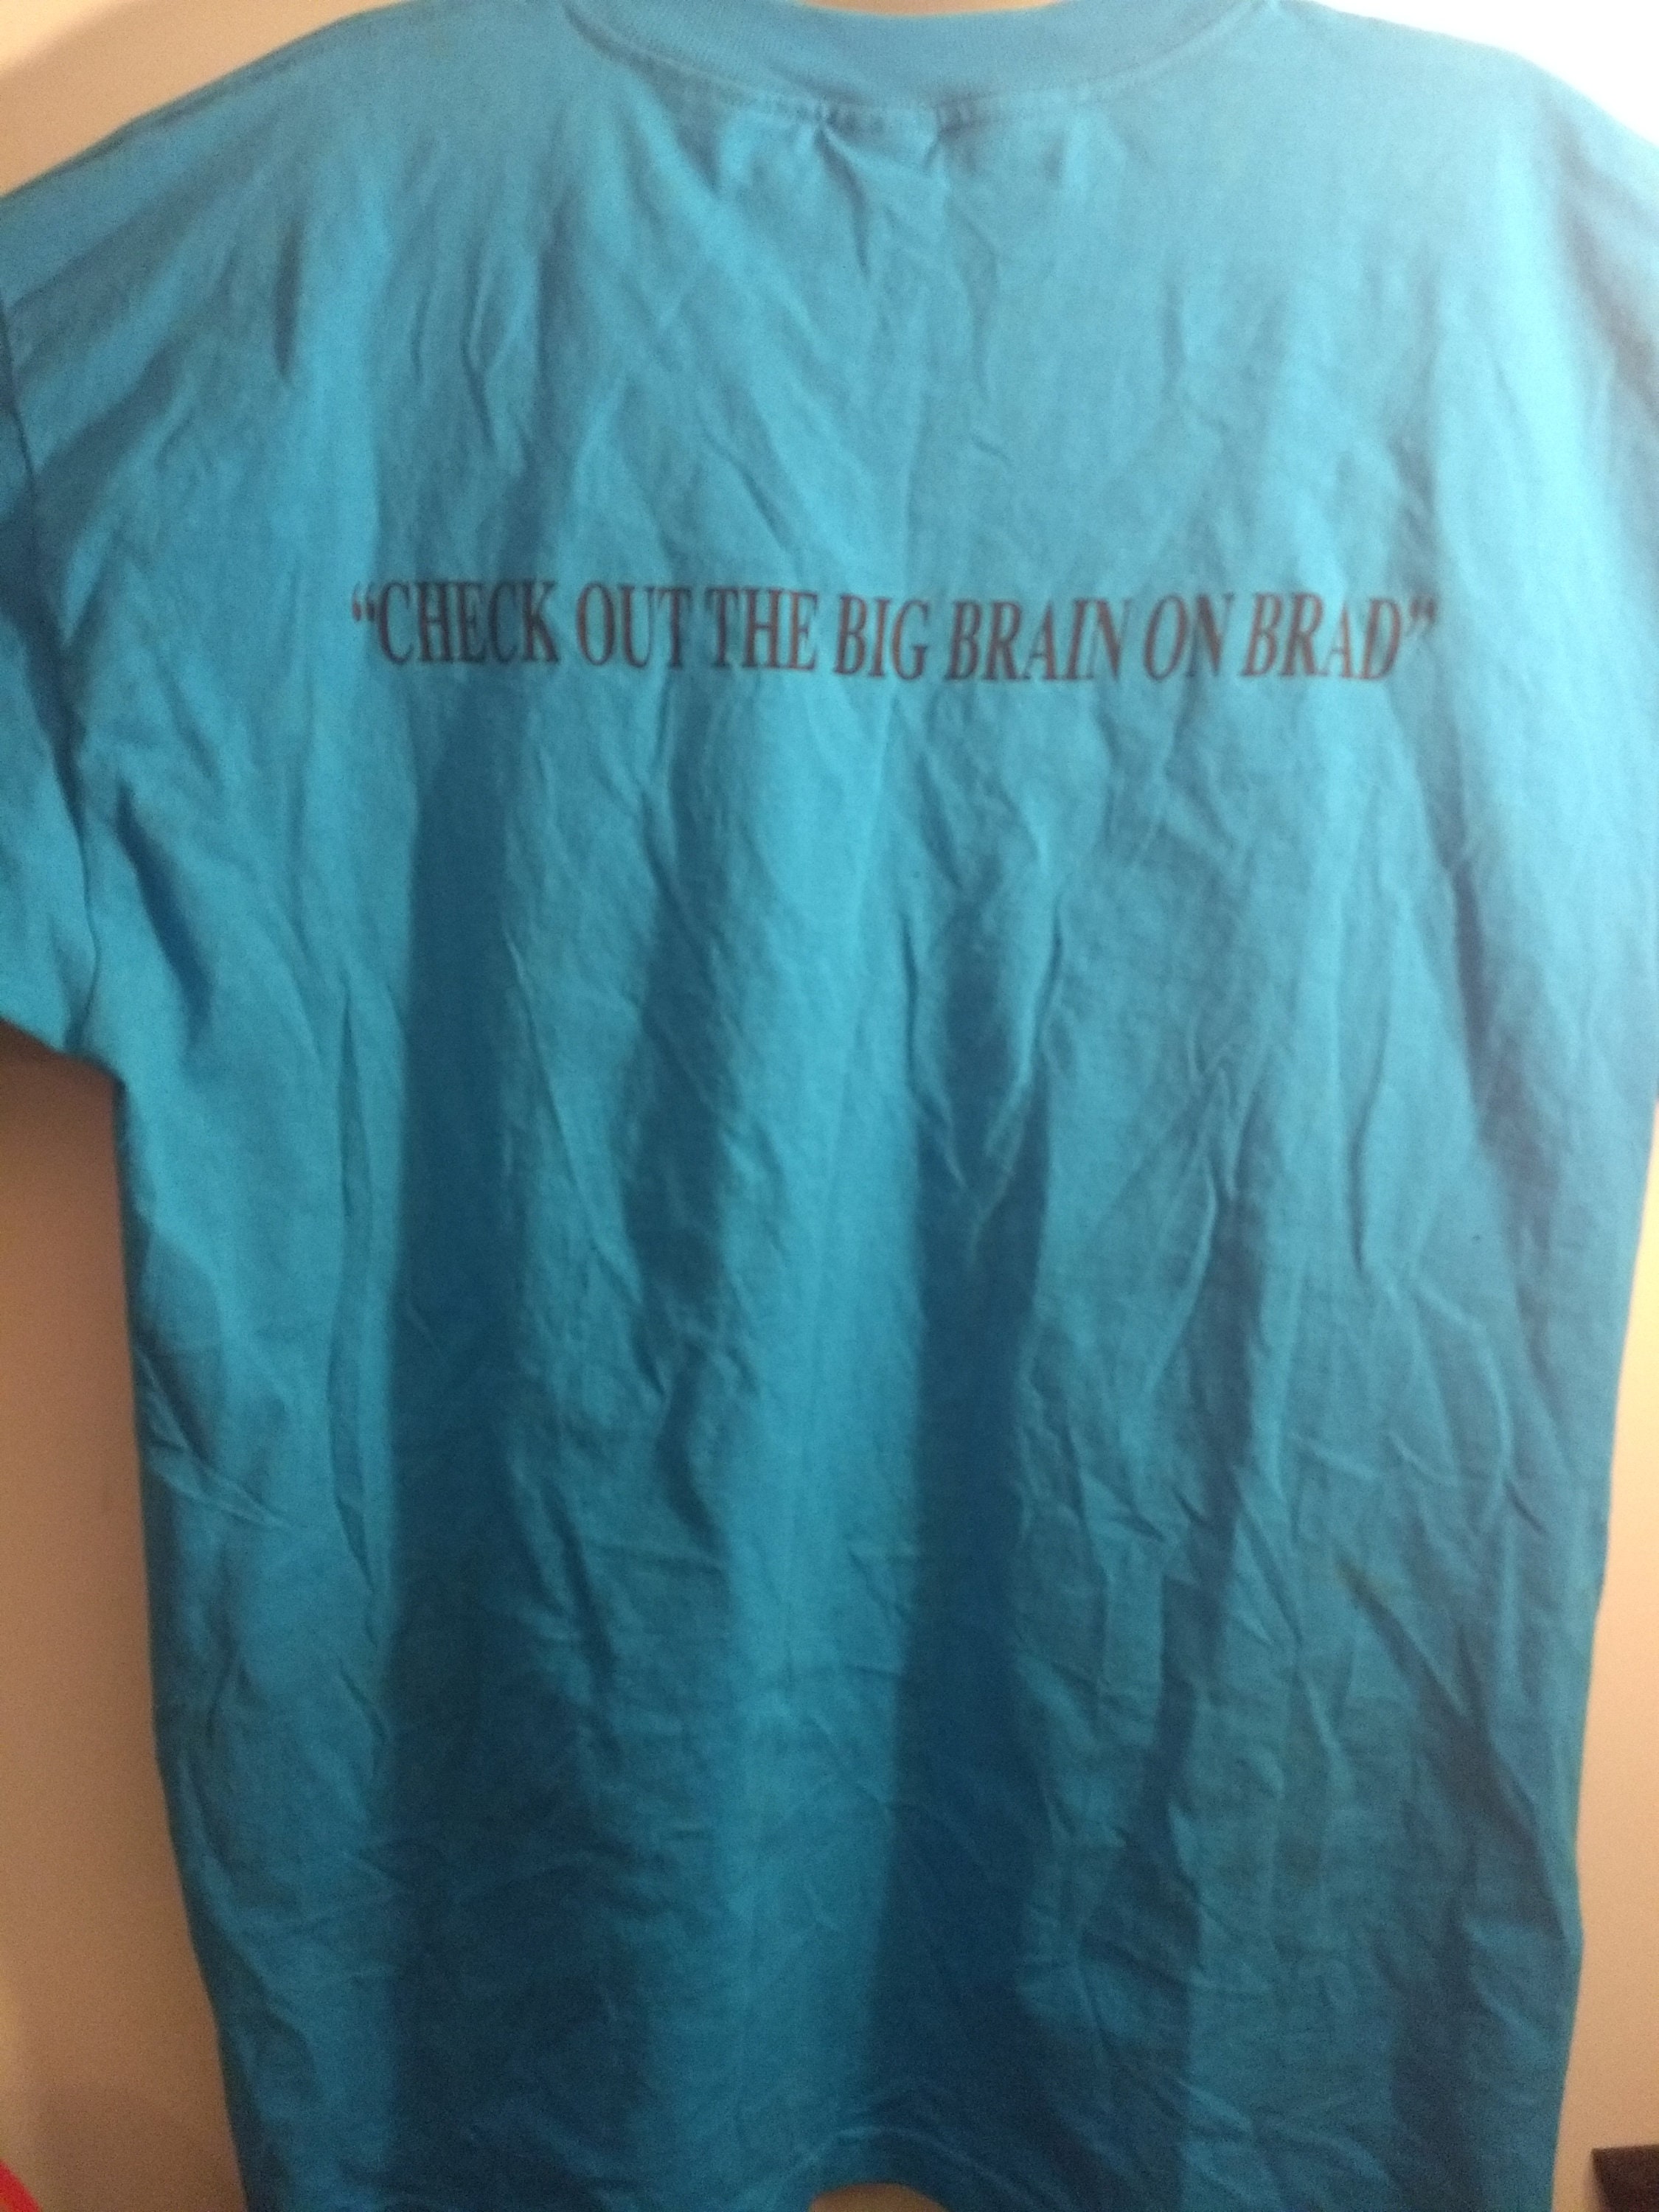 “CHECK OUT THE BIG BRAIN ON BRAD”